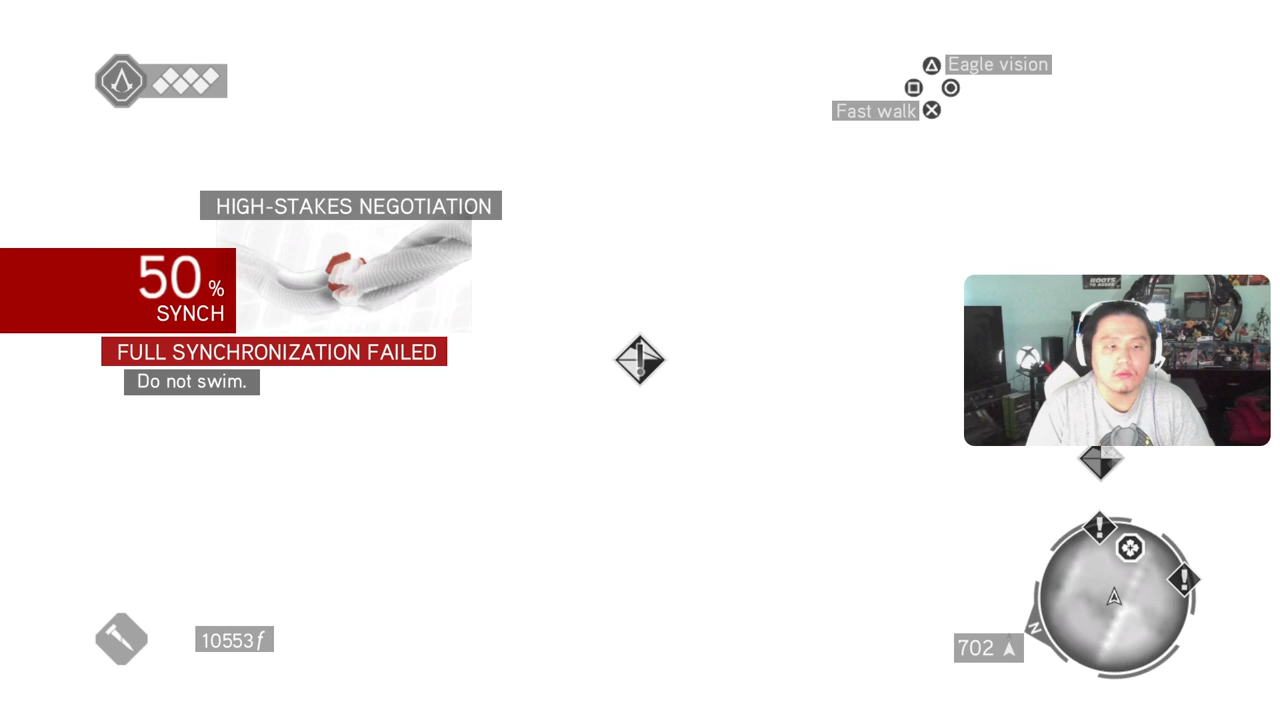 Eagle vision
Fast walk
HIGH-STAKES NEGOTIATION
50%
SYNCH
FULL SYNCHRONIZATION FAILED
Do not swim.
10553ƒ
702
N